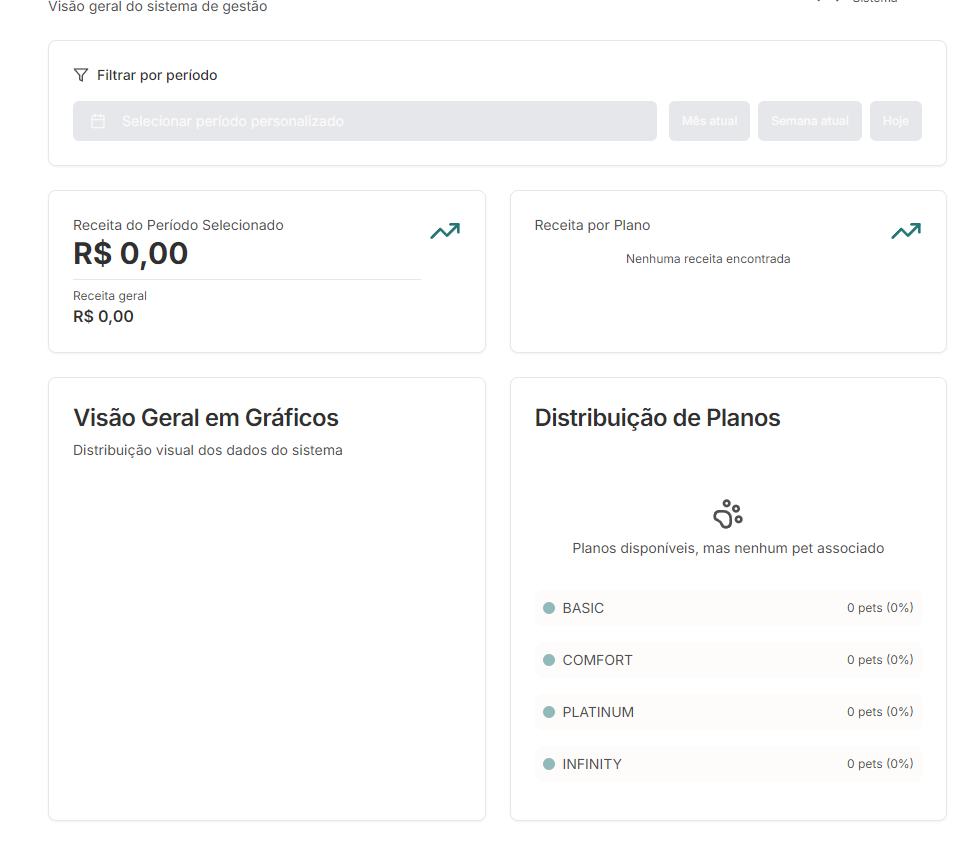 Visão geral do sistema de gestão
Sistema
Filtrar por período
Selecionar período personalizado
Mês atual
Semana atual
Hoje
Receita do Período Selecionado
R$ 0,00
Receita geral
R$ 0,00
Receita por Plano
Nenhuma receita encontrada
Visão Geral em Gráficos
Distribuição visual dos dados do sistema
Distribuição de Planos
Planos disponíveis, mas nenhum pet associado
BASIC 0 pets (0%)
COMFORT 0 pets (0%)
PLATINUM 0 pets (0%)
INFINITY 0 pets (0%)